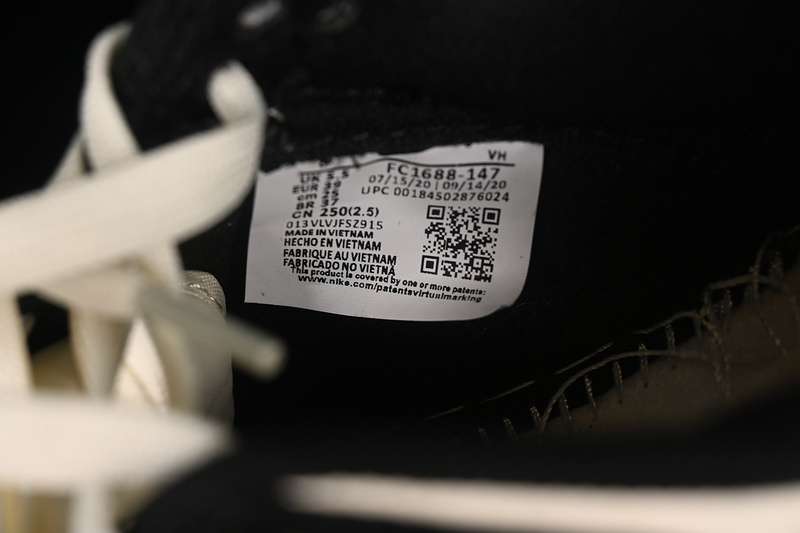 VH
FC1688-147
07/15/20 | 09/14/20
UPC 00184502876024
UK 5.5
EUR 39
cm 25
BR 37
CN 250(2.5)
013VLVJFSZ915
MADE IN VIETNAM
HECHO EN VIETNAM
FABRIQUE AU VIETNAM
FABRICADO NO VIETNÃ
This product is covered by one or more patents:
www.nike.com/patentsvirtualmarking